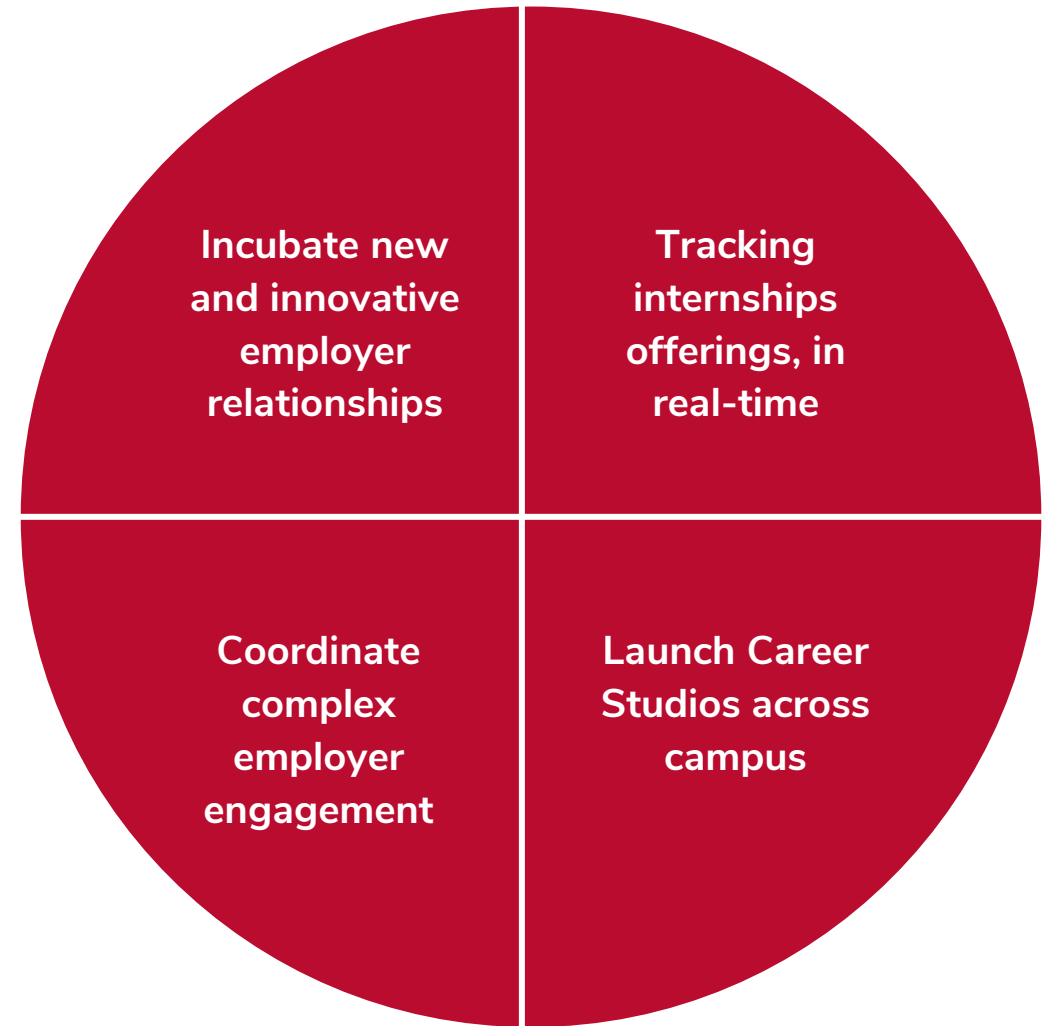 Incubate new
and innovative
employer
relationships
Tracking
internships
offerings, in
real-time
Coordinate
complex
employer
engagement
Launch Career
Studios across
campus